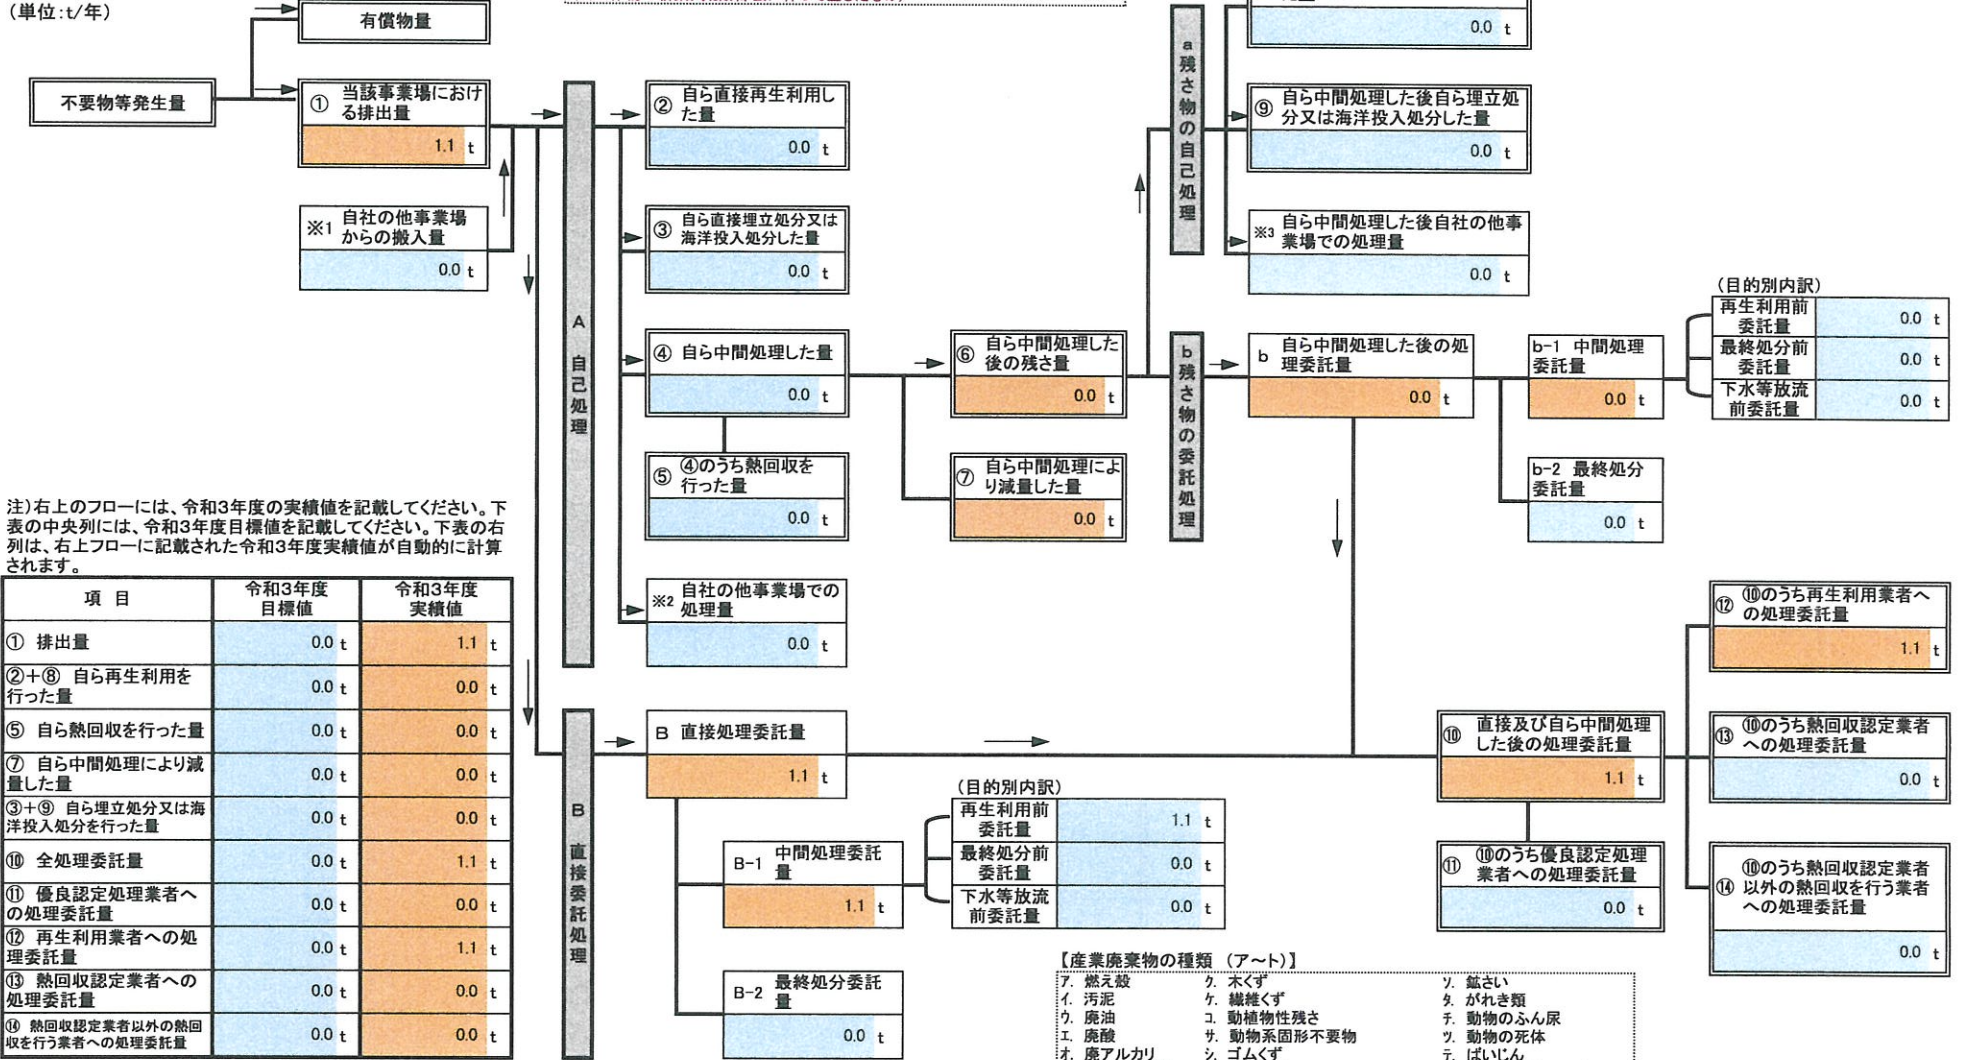 (単位:t/年)
有償物量
不要物等発生量
① 当該事業場におけ
る排出量
1.1 t
※1 自社の他事業場
からの搬入量
0.0 t
A 自己処理
② 自ら直接再生利用し
た量
0.0 t
③ 自ら直接埋立処分又は
海洋投入処分した量
0.0 t
④ 自ら中間処理した量
0.0 t
⑤ ④のうち熱回収を
行った量
0.0 t
※2 自社の他事業場での
処理量
0.0 t
⑥ 自ら中間処理した
後の残さ量
0.0 t
⑦ 自ら中間処理によ
り減量した量
0.0 t
a 残さ物の自己処理
0.0 t
⑨ 自ら中間処理した後自ら埋立処
分又は海洋投入処分した量
0.0 t
※3 自ら中間処理した後自社の他事
業場での処理量
0.0 t
b 残さ物の委託処理
b 自ら中間処理した後の処
理委託量
0.0 t
b-1 中間処理
委託量
0.0 t
b-2 最終処分
委託量
0.0 t
(目的別内訳)
再生利用前
委託量 0.0 t
最終処分前
委託量 0.0 t
下水等放流
前委託量 0.0 t
注)右上のフローには、令和3年度の実績値を記載してください。下
表の中央列には、令和3年度目標値を記載してください。下表の右
列は、右上フローに記載された令和3年度実績値が自動的に計算
されます。
項 目 令和3年度 目標値 令和3年度 実績値
① 排出量 0.0 t 1.1 t
②+⑧ 自ら再生利用を
行った量 0.0 t 0.0 t
⑤ 自ら熱回収を行った量 0.0 t 0.0 t
⑦ 自ら中間処理により減
量した量 0.0 t 0.0 t
③+⑨ 自ら埋立処分又は海
洋投入処分を行った量 0.0 t 0.0 t
⑩ 全処理委託量 0.0 t 1.1 t
⑪ 優良認定処理業者へ
の処理委託量 0.0 t 0.0 t
⑫ 再生利用業者への処
理委託量 0.0 t 1.1 t
⑬ 熱回収認定業者への
処理委託量 0.0 t 0.0 t
⑭ 熱回収認定業者以外の熱回
収を行う業者への処理委託量 0.0 t 0.0 t
B 直接委託処理
B 直接処理委託量
1.1 t
B-1 中間処理委託
量
1.1 t
B-2 最終処分委託
量
0.0 t
(目的別内訳)
再生利用前
委託量 1.1 t
最終処分前
委託量 0.0 t
下水等放流
前委託量 0.0 t
⑩ 直接及び自ら中間処理
した後の処理委託量
1.1 t
⑪ ⑩のうち優良認定処理
業者への処理委託量
0.0 t
⑫ ⑩のうち再生利用業者へ
の処理委託量
1.1 t
⑬ ⑩のうち熱回収認定業者
への処理委託量
0.0 t
⑭ ⑩のうち熱回収認定業者
以外の熱回収を行う業者
への処理委託量
0.0 t
【産業廃棄物の種類 (ア〜ト)】
ア. 燃え殻 ク. 木くず ソ. 鉱さい
イ. 汚泥 ケ. 繊維くず タ. がれき類
ウ. 廃油 コ. 動植物性残さ チ. 動物のふん尿
エ. 廃酸 サ. 動物系固形不要物 ツ. 動物の死体
オ. 廃アルカリ シ. ゴムくず テ. ばいじん